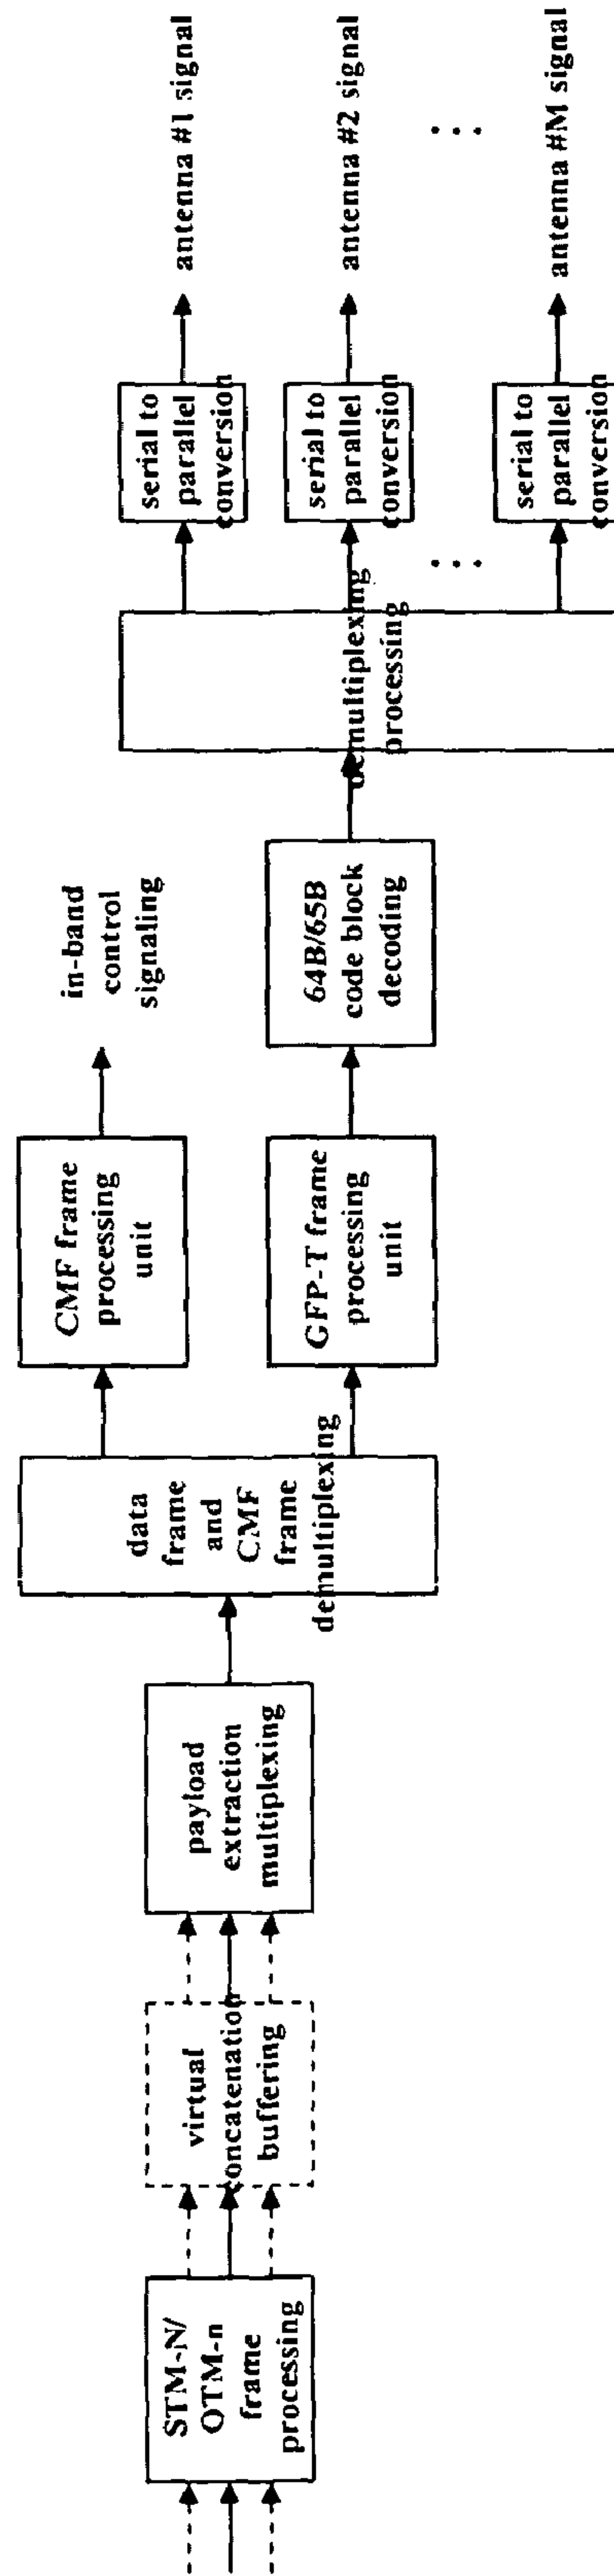 STM-N/
OTM-n
frame
processing
virtual
concatenation
buffering
payload
extraction
multiplexing
data
frame
and
CMF
frame
demultiplexing
CMF frame
processing
unit
in-band
control
signaling
GFP-T frame
processing
unit
64B/65B
code block
decoding
demultiplexing
processing
serial to
parallel
conversion
antenna #1 signal
serial to
parallel
conversion
antenna #2 signal
...
...
serial to
parallel
conversion
antenna #M signal